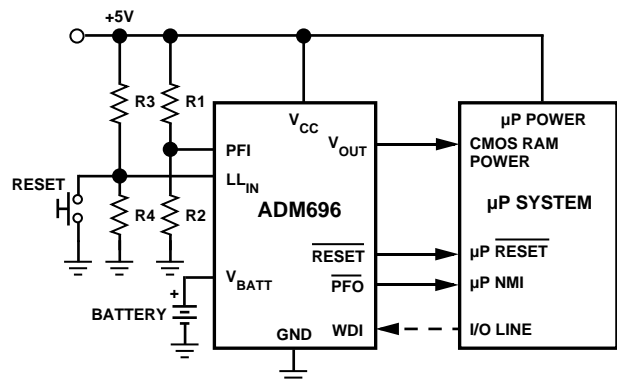 +5V
R3
R1
VCC
VOUT
µP POWER
CMOS RAM
POWER
PFI
RESET
LLIN
R4
R2
ADM696
µP SYSTEM
RESET
µP RESET
VBATT
PFO
µP NMI
+
BATTERY
GND
WDI
I/O LINE